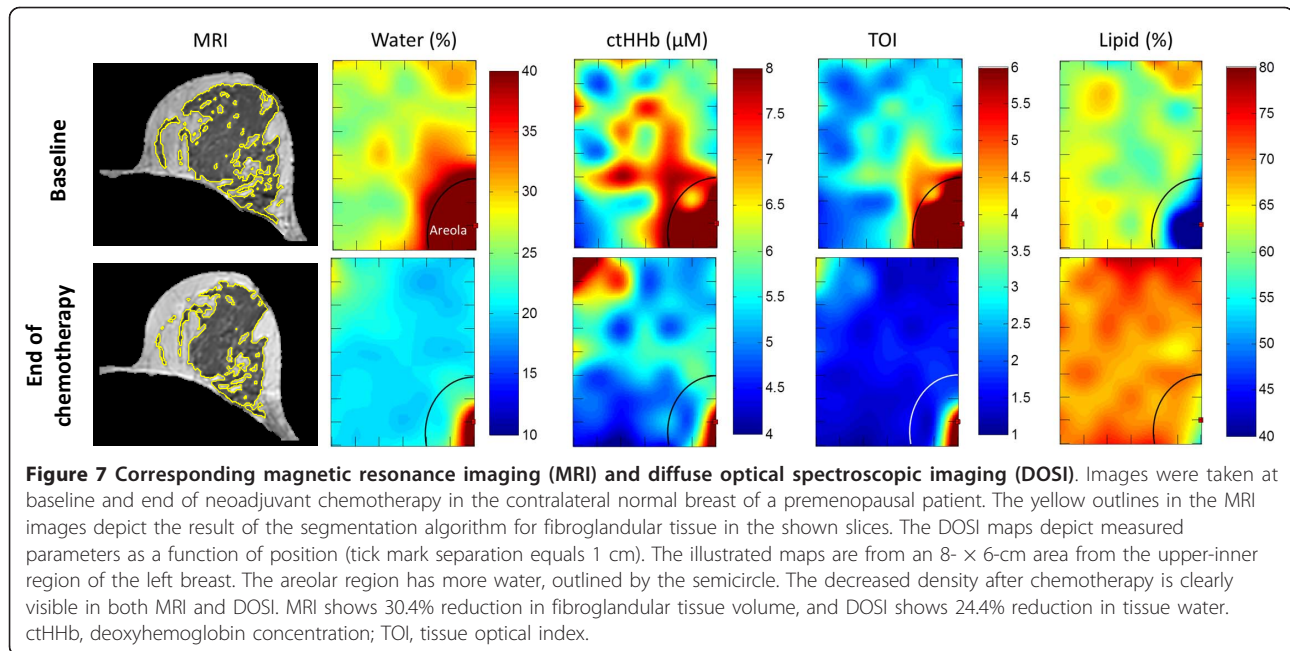 MRI
Water (%)
ctHHb (µM)
TOI
Lipid (%)
Baseline
Areola
40
35
30
25
20
15
10
8
7.5
7
6.5
6
5.5
5
4.5
4
6
5.5
5
4.5
4
3.5
3
2.5
2
1.5
1
80
75
70
65
60
55
50
45
40
End of
chemotherapy
Figure 7 Corresponding magnetic resonance imaging (MRI) and diffuse optical spectroscopic imaging (DOSI). Images were taken at
baseline and end of neoadjuvant chemotherapy in the contralateral normal breast of a premenopausal patient. The yellow outlines in the MRI
images depict the result of the segmentation algorithm for fibroglandular tissue in the shown slices. The DOSI maps depict measured
parameters as a function of position (tick mark separation equals 1 cm). The illustrated maps are from an 8- × 6-cm area from the upper-inner
region of the left breast. The areolar region has more water, outlined by the semicircle. The decreased density after chemotherapy is clearly
visible in both MRI and DOSI. MRI shows 30.4% reduction in fibroglandular tissue volume, and DOSI shows 24.4% reduction in tissue water.
ctHHb, deoxyhemoglobin concentration; TOI, tissue optical index.